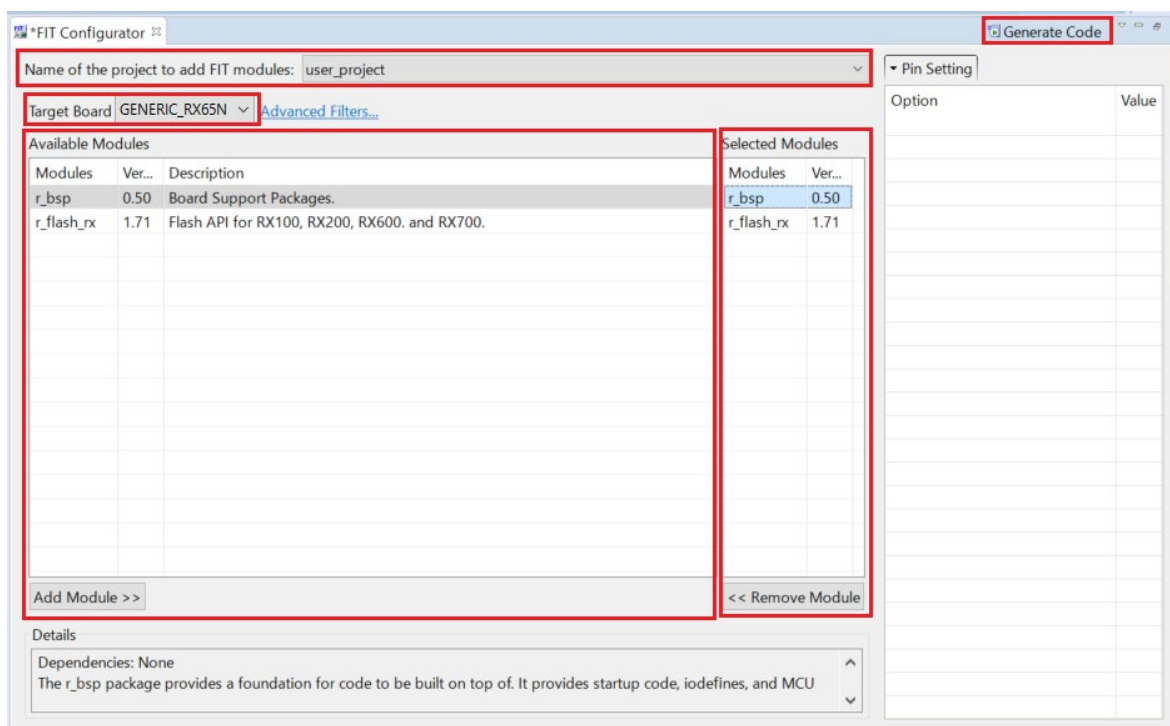 *FIT Configurator
Generate Code
Name of the project to add FIT modules: user_project
Pin Setting
Target Board GENERIC_RX65N Advanced Filters...
Option Value
Available Modules
Modules Ver... Description
r_bsp 0.50 Board Support Packages.
r_flash_rx 1.71 Flash API for RX100, RX200, RX600. and RX700.
Add Module >>
Selected Modules
Modules Ver...
r_bsp 0.50
r_flash_rx 1.71
<< Remove Module
Details
Dependencies: None
The r_bsp package provides a foundation for code to be built on top of. It provides startup code, iodefines, and MCU